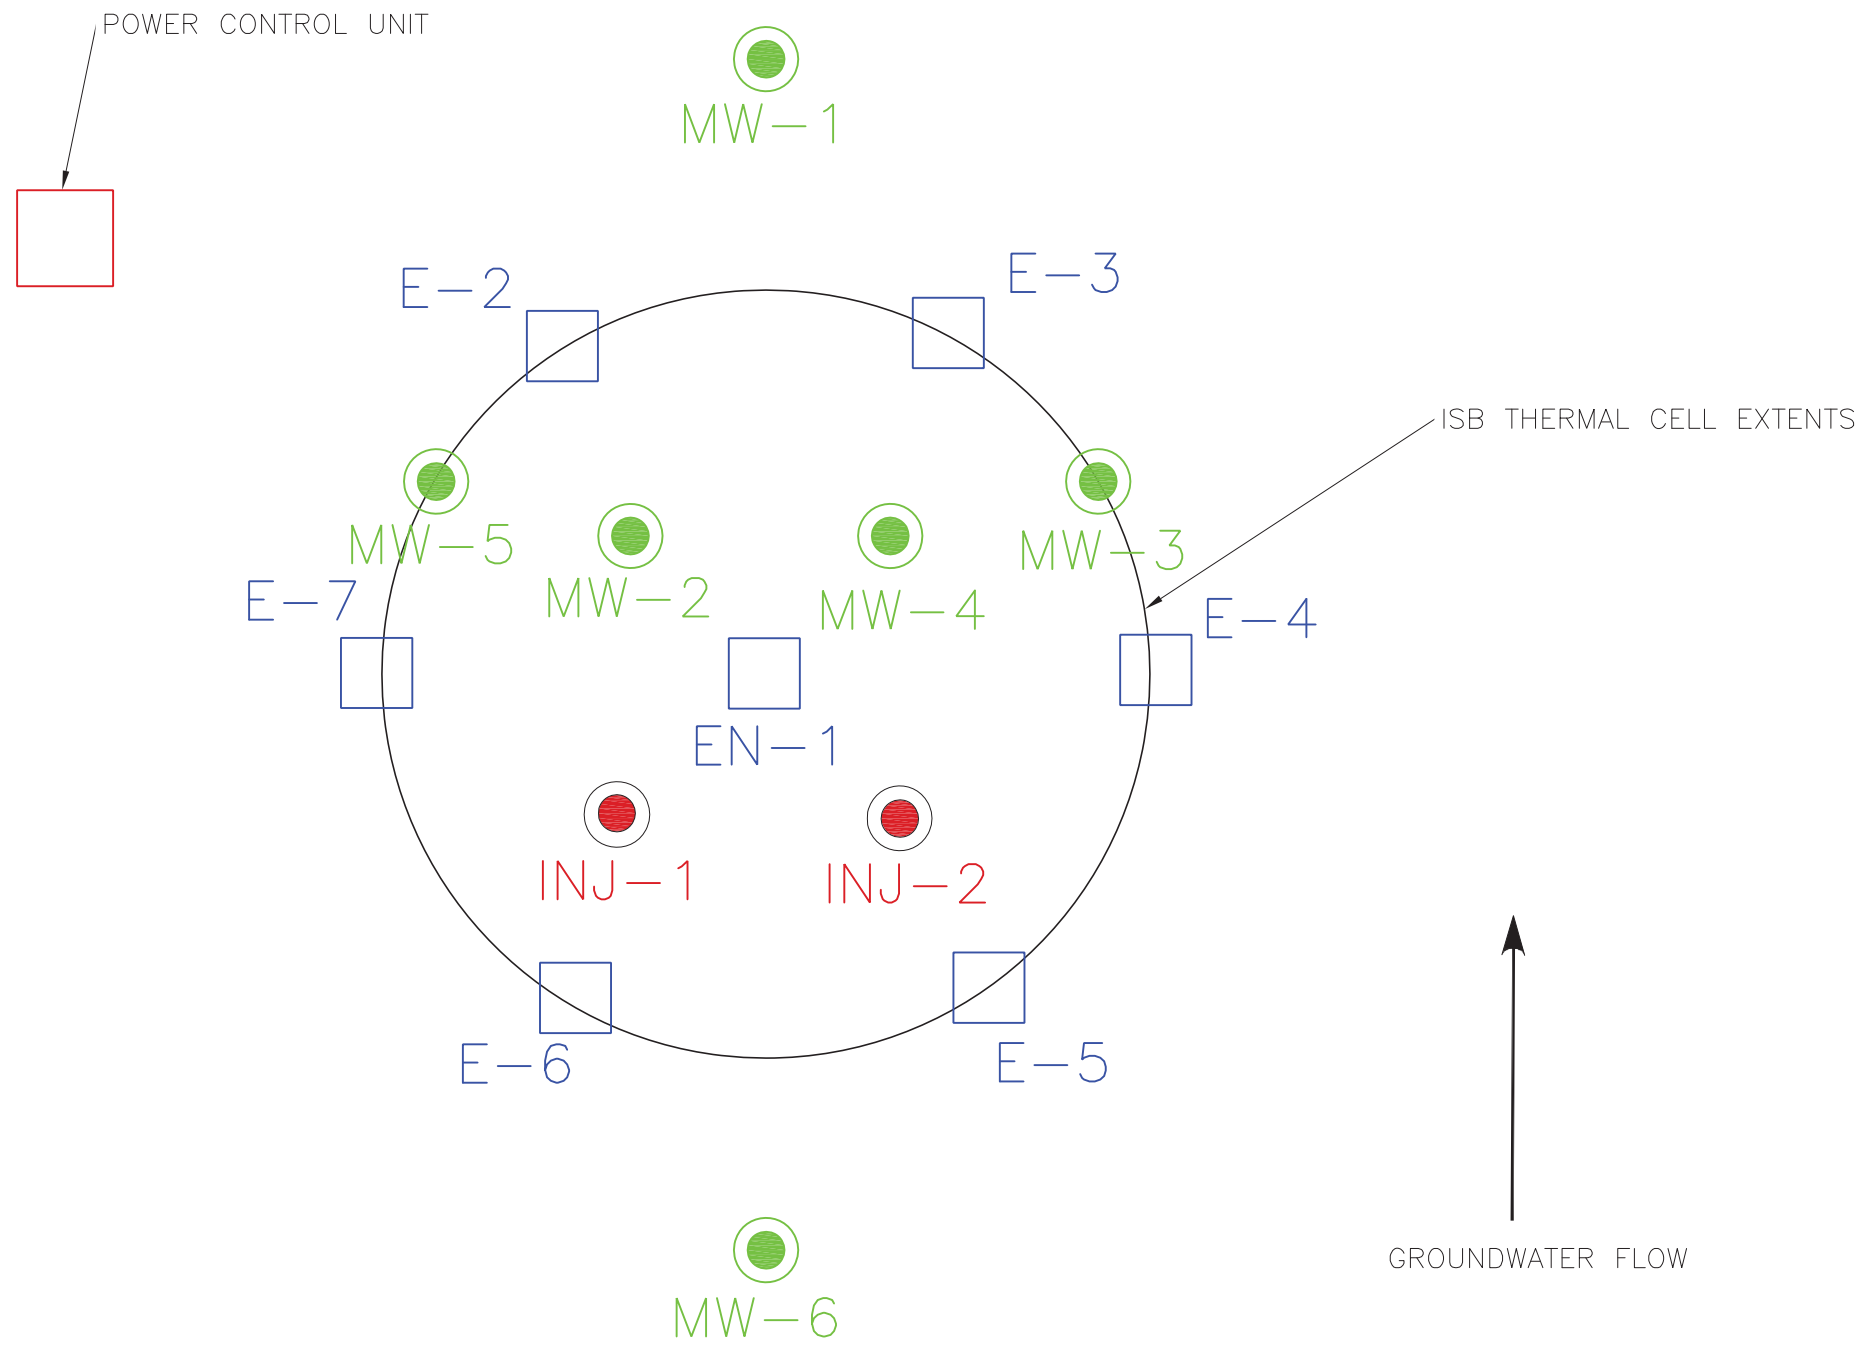 POWER CONTROL UNIT
MW-1
E-2
E-3
ISB THERMAL CELL EXTENTS
MW-5
MW-3
MW-2
MW-4
E-7
E-4
EN-1
INJ-1
INJ-2
E-6
E-5
GROUNDWATER FLOW
MW-6